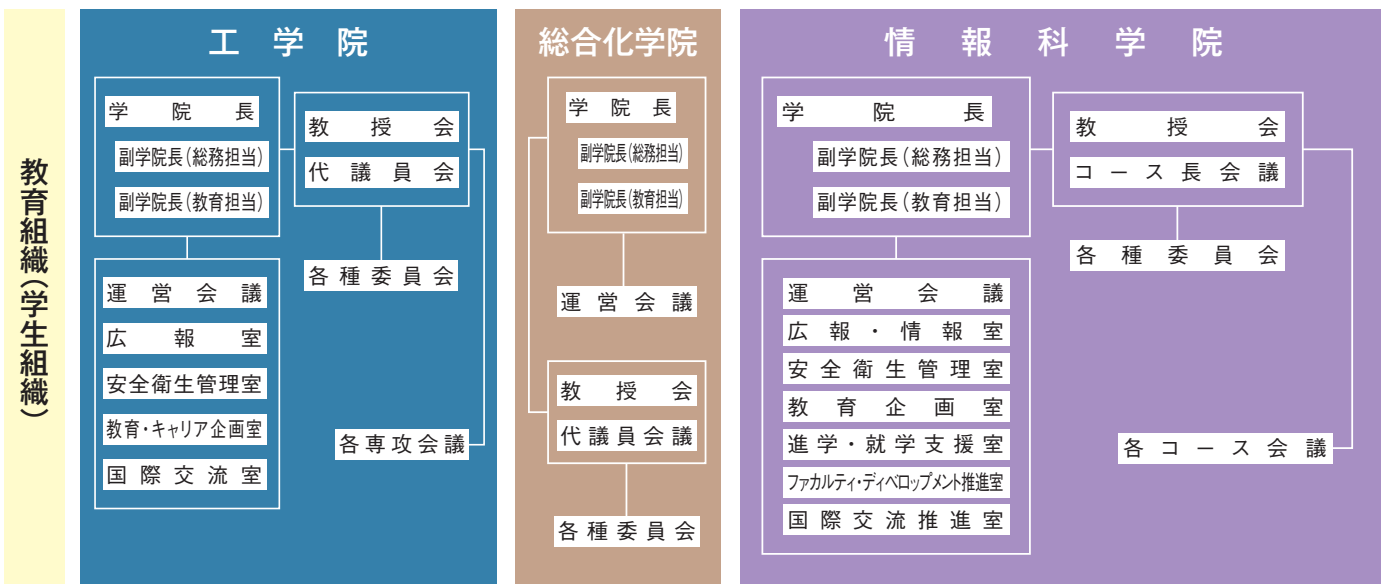 教育組織(学生組織)
工学院
学院長
副学院長(総務担当)
副学院長(教育担当)
教授会
代議員会
各種委員会
運営会議
広報室
安全衛生管理室
教育・キャリア企画室
国際交流室
各専攻会議
総合化学院
学院長
副学院長(総務担当)
副学院長(教育担当)
運営会議
教授会
代議員会議
各種委員会
情報科学院
学院長
副学院長(総務担当)
副学院長(教育担当)
教授会
コース長会議
各種委員会
運営会議
広報・情報室
安全衛生管理室
教育企画室
進学・就学支援室
ファカルティ・ディベロップメント推進室
国際交流推進室
各コース会議